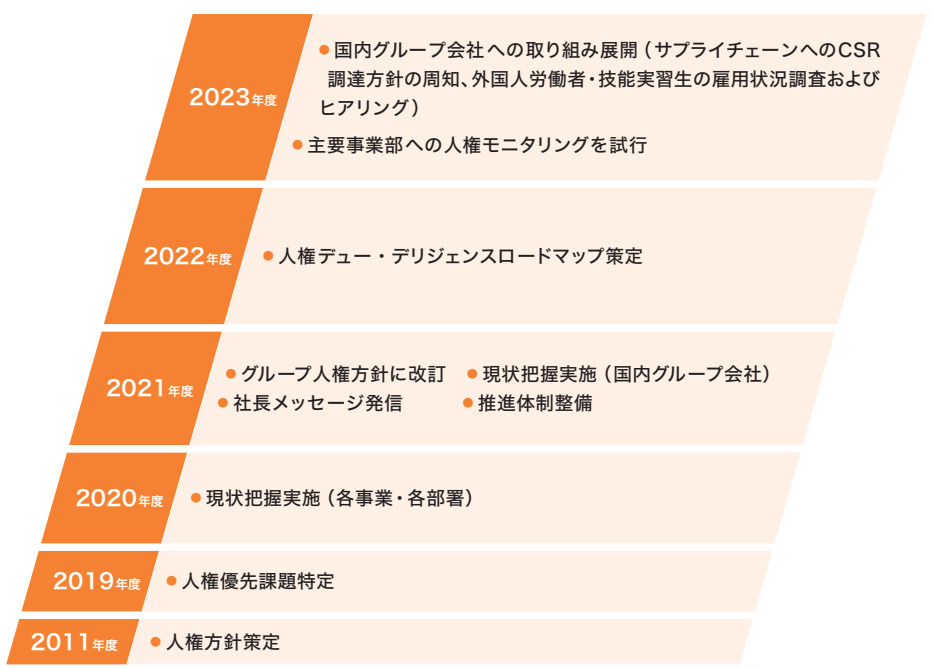 2023年度
●国内グループ会社への取り組み展開（サプライチェーンへのCSR
調達方針の周知、外国人労働者・技能実習生の雇用状況調査および
ヒアリング）
●主要事業部への人権モニタリングを試行
2022年度
●人権デュー・デリジェンスロードマップ策定
2021年度
●グループ人権方針に改訂 ●現状把握実施（国内グループ会社）
●社長メッセージ発信 ●推進体制整備
2020年度
●現状把握実施（各事業・各部署）
2019年度
●人権優先課題特定
2011年度
●人権方針策定